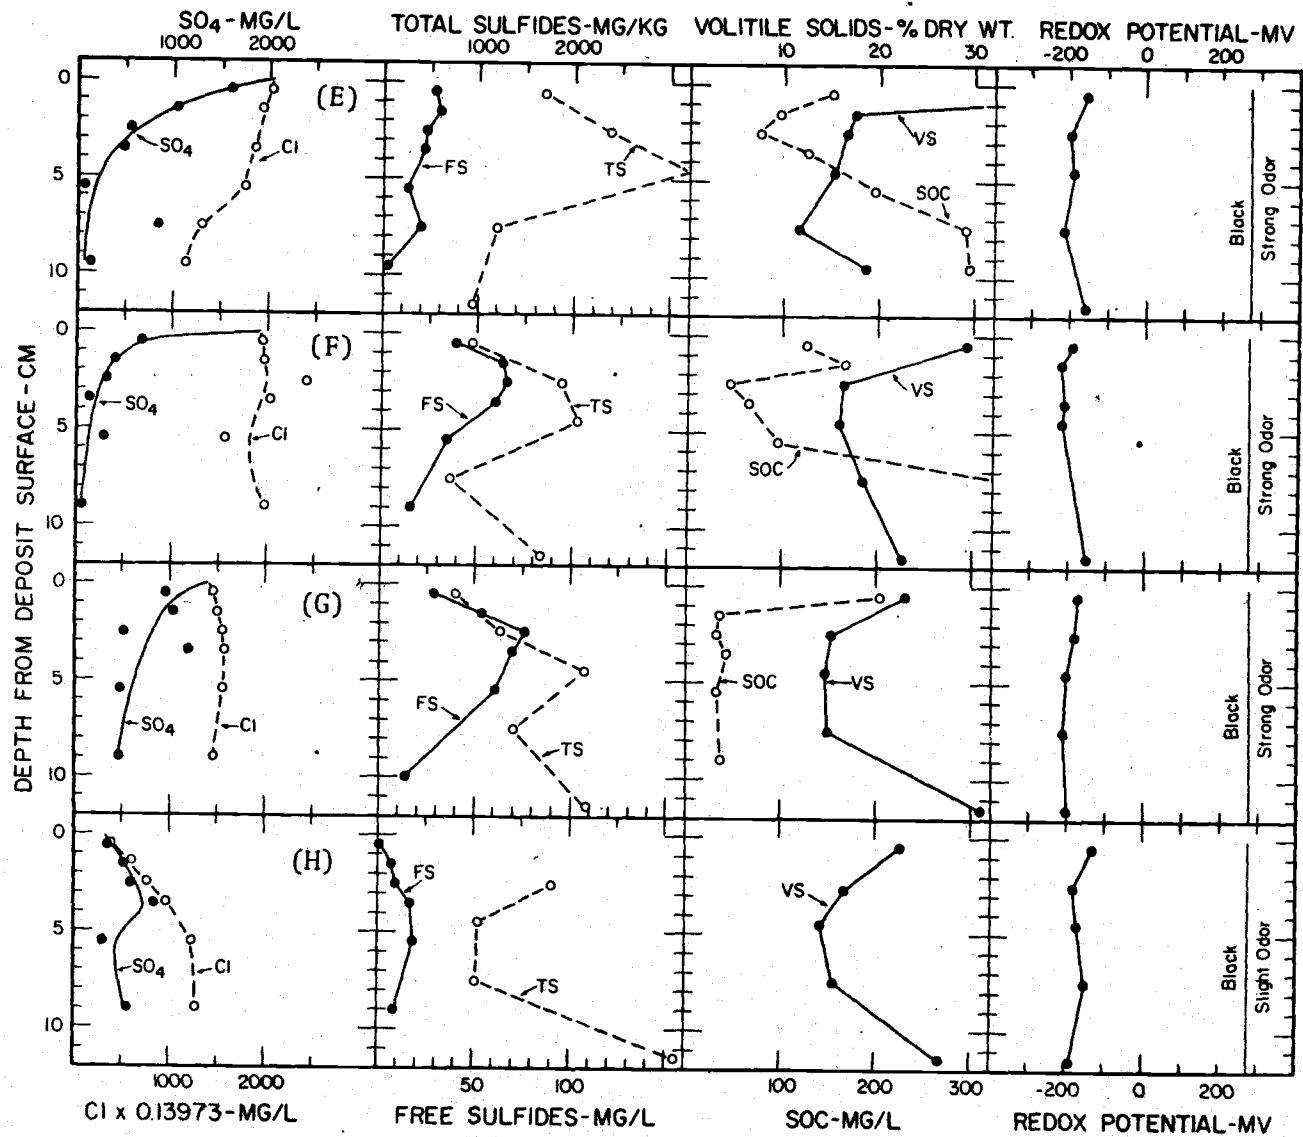 SO4-MG/L TOTAL SULFIDES-MG/KG VOLITILE SOLIDS-% DRY WT. REDOX POTENTIAL-MV
1000 2000 1000 2000 10 20 30 -200 0 200
DEPTH FROM DEPOSIT SURFACE-CM
0
5
10
(E)
SO4
Cl
FS
TS
VS
SOC
Black
Strong Odor
0
5
10
(F)
SO4
Cl
FS
TS
VS
SOC
Black
Strong Odor
0
5
10
(G)
SO4
Cl
FS
TS
SOC
VS
Black
Strong Odor
0
5
10
(H)
SO4
Cl
FS
TS
VS
Black
Slight Odor
1000 2000 50 100 100 200 300 -200 0 200
Cl x 0.13973-MG/L FREE SULFIDES-MG/L SOC-MG/L REDOX POTENTIAL-MV